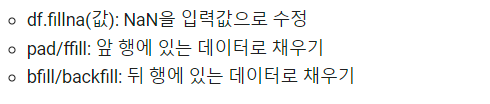 df.fillna(값): NaN을 입력값으로 수정
pad/ffill: 앞 행에 있는 데이터로 채우기
bfill/backfill: 뒤 행에 있는 데이터로 채우기